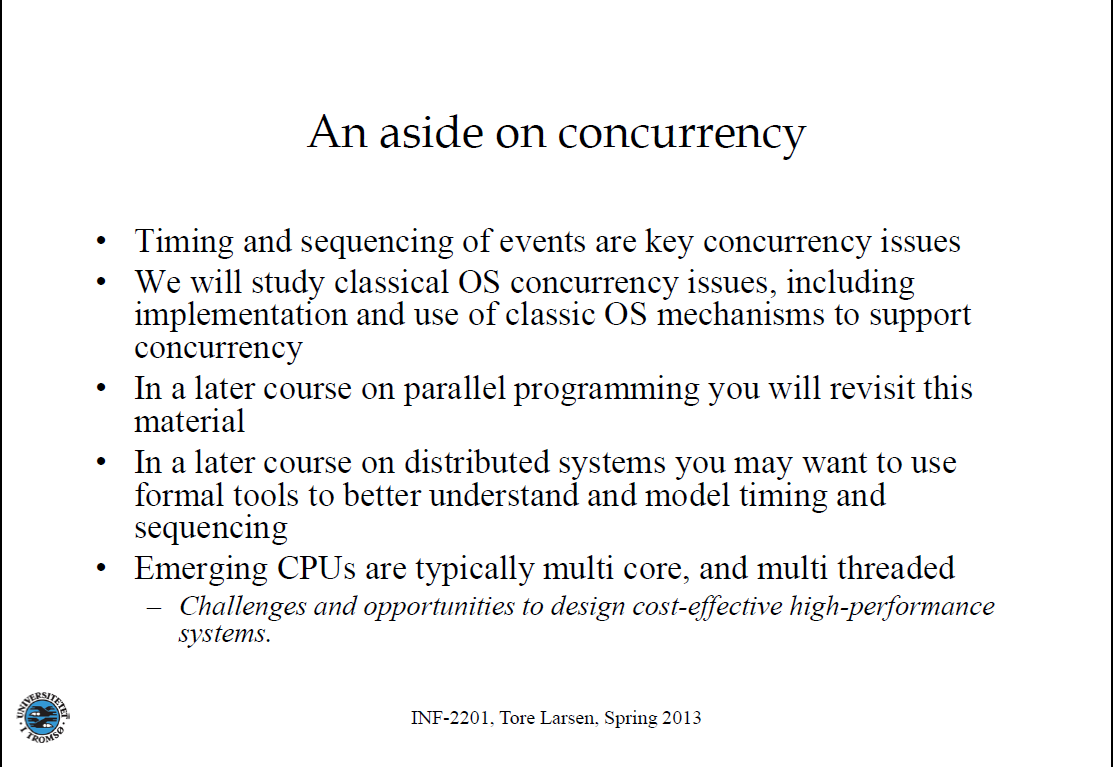 An aside on concurrency
• Timing and sequencing of events are key concurrency issues
• We will study classical OS concurrency issues, including
implementation and use of classic OS mechanisms to support
concurrency
• In a later course on parallel programming you will revisit this
material
• In a later course on distributed systems you may want to use
formal tools to better understand and model timing and
sequencing
• Emerging CPUs are typically multi core, and multi threaded
– Challenges and opportunities to design cost-effective high-performance
systems.
UNIVERSITETET
I TROMSØ
INF-2201, Tore Larsen, Spring 2013